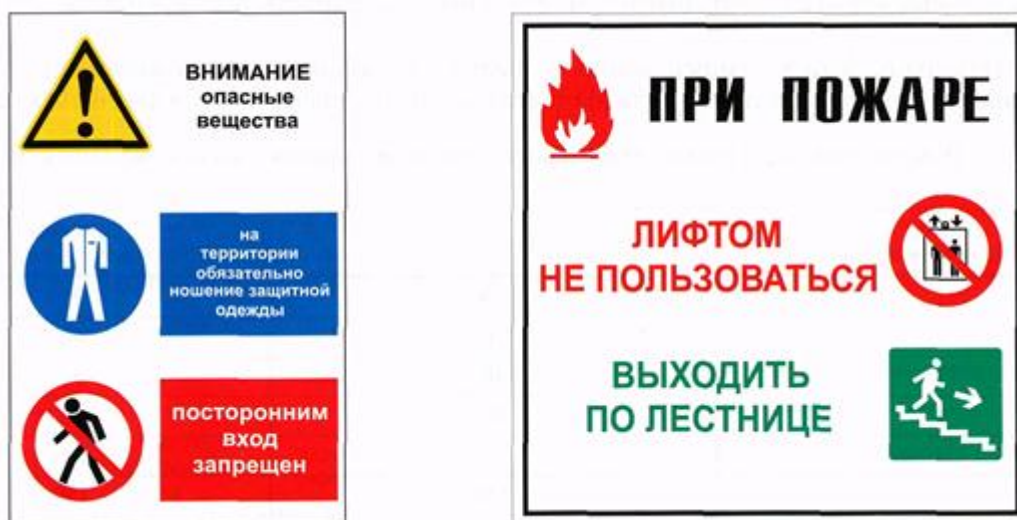 ВНИМАНИЕ
опасные
вещества
на
территории
обязательно
ношение защитной
одежды
посторонним
вход
запрещен
ПРИ ПОЖАРЕ
ЛИФТОМ
НЕ ПОЛЬЗОВАТЬСЯ
ВЫХОДИТЬ
ПО ЛЕСТНИЦЕ